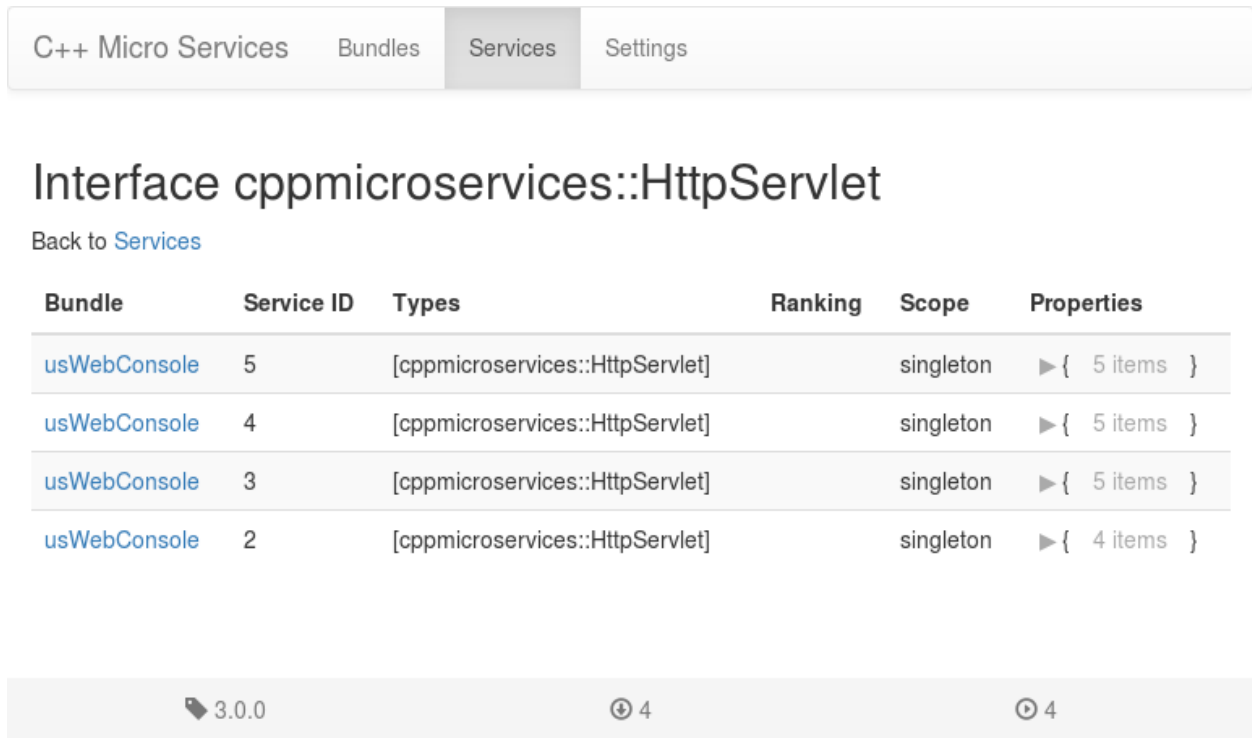 C++ Micro Services Bundles Services Settings
Interface cppmicroservices::HttpServlet
Back to Services
Bundle Service ID Types Ranking Scope Properties
usWebConsole 5 [cppmicroservices::HttpServlet] singleton ▶ { 5 items }
usWebConsole 4 [cppmicroservices::HttpServlet] singleton ▶ { 5 items }
usWebConsole 3 [cppmicroservices::HttpServlet] singleton ▶ { 5 items }
usWebConsole 2 [cppmicroservices::HttpServlet] singleton ▶ { 4 items }
3.0.0 4 4